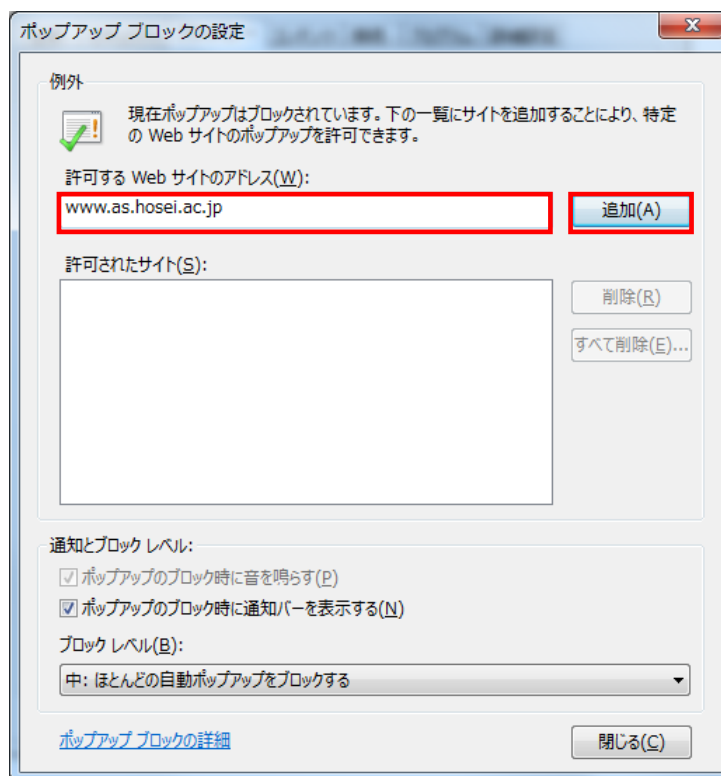 ポップアップ ブロックの設定
例外
現在ポップアップはブロックされています。下の一覧にサイトを追加することにより、特定
の Web サイトのポップアップを許可できます。
許可する Web サイトのアドレス(W):
www.as.hosei.ac.jp
追加(A)
許可されたサイト(S):
削除(R)
すべて削除(E)...
通知とブロック レベル:
ポップアップのブロック時に音を鳴らす(P)
ポップアップのブロック時に通知バーを表示する(N)
ブロック レベル(B):
中: ほとんどの自動ポップアップをブロックする
ポップアップ ブロックの詳細
閉じる(C)